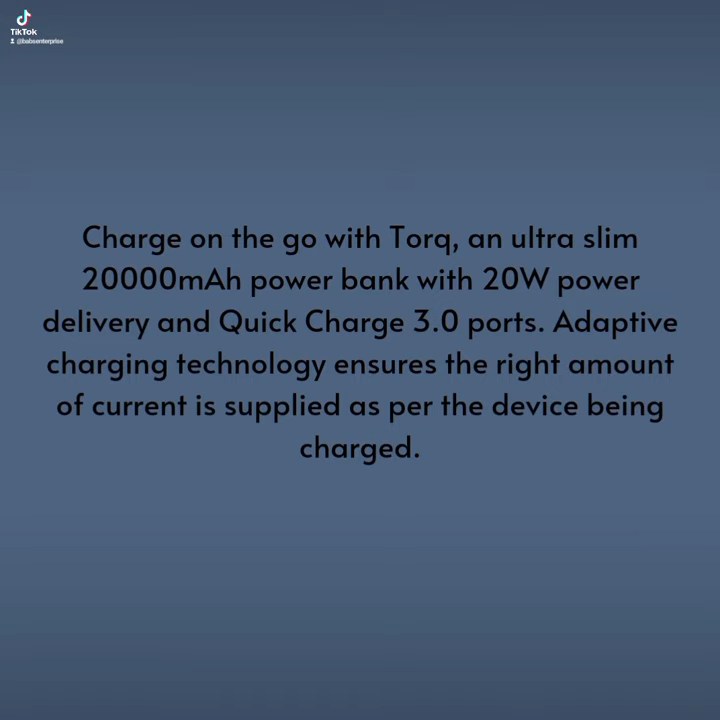 TikTok
@babsenterprise
Charge on the go with Torq, an ultra slim
20000mAh power bank with 20W power
delivery and Quick Charge 3.0 ports. Adaptive
charging technology ensures the right amount
of current is supplied as per the device being
charged.